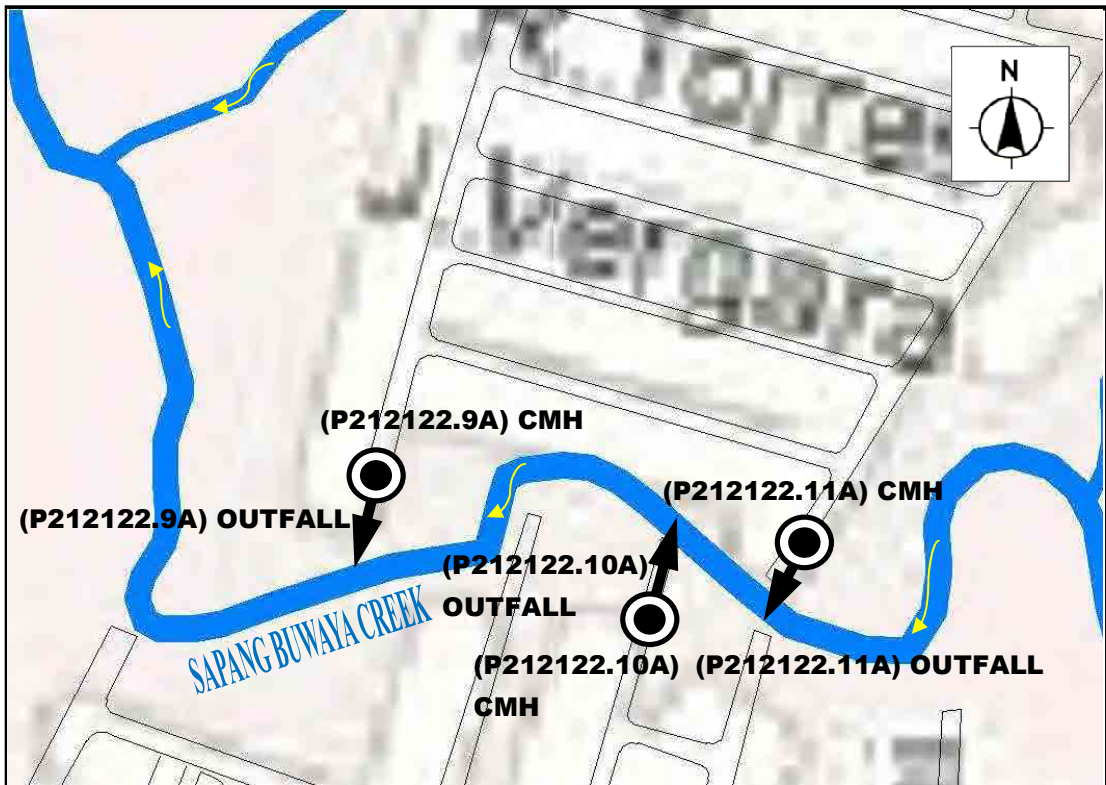 N
J. Vergara
(P212122.9A) CMH
(P212122.11A) CMH
(P212122.9A) OUTFALL
(P212122.10A)
OUTFALL
SAPANG BUWAYA CREEK
(P212122.10A)
CMH
(P212122.11A) OUTFALL